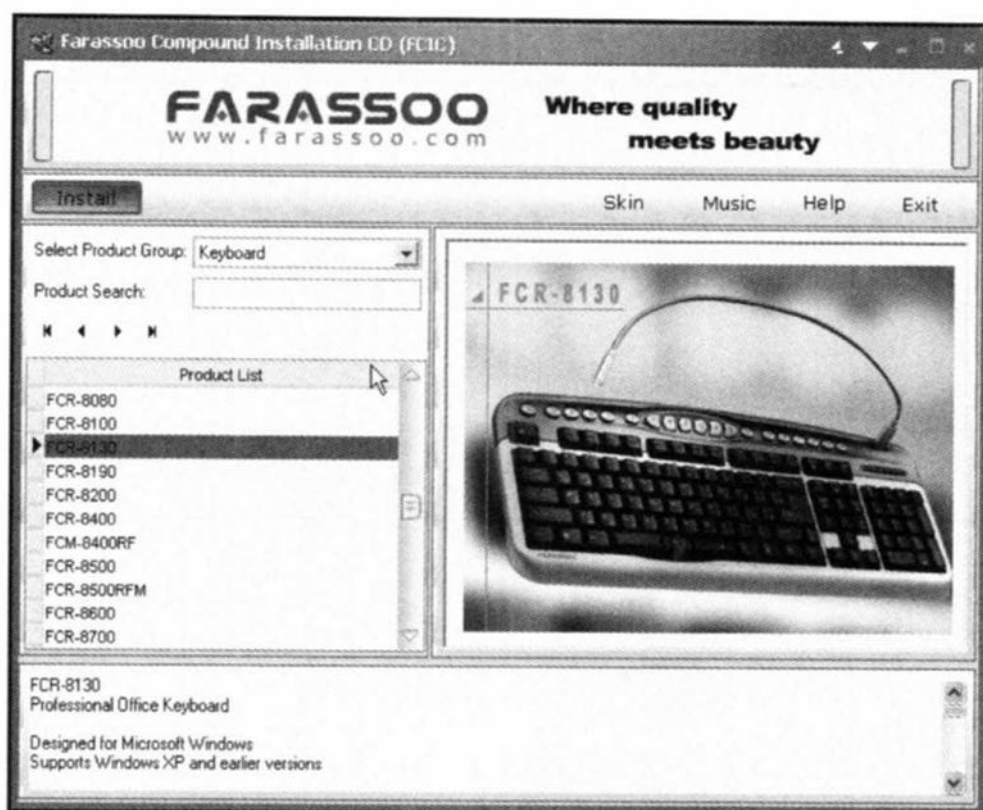 Farassoo Compound Installation CD (FCIC)
FARASSOO
www.farassoo.com
Where quality
meets beauty
Install
Skin
Music
Help
Exit
Select Product Group:
Keyboard
Product Search:
Product List
FCR-8080
FCR-8100
FCR-8130
FCR-8190
FCR-8200
FCR-8400
FCM-8400RF
FCR-8500
FCR-8500RFM
FCR-8600
FCR-8700
FCR-8130
FCR-8130
Professional Office Keyboard
Designed for Microsoft Windows
Supports Windows XP and earlier versions